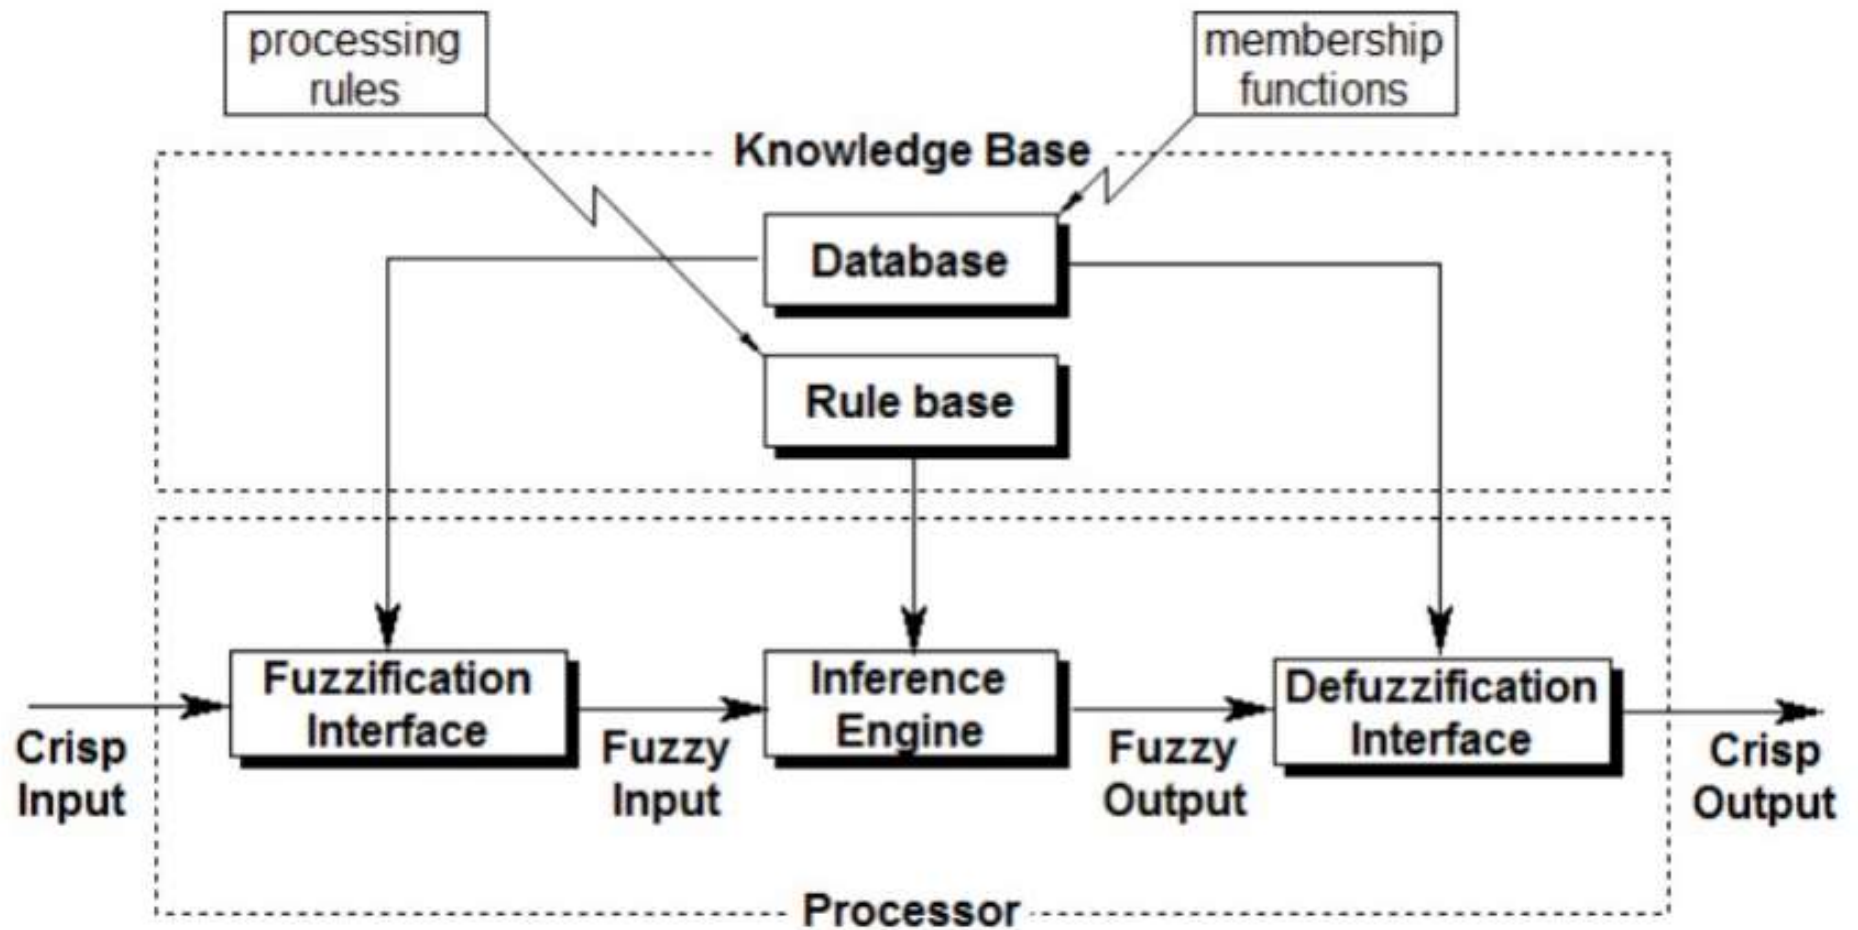 processing
rules
membership
functions
Knowledge Base
Database
Rule base
Fuzzification
Interface
Inference
Engine
Defuzzification
Interface
Crisp
Input
Fuzzy
Input
Fuzzy
Output
Crisp
Output
Processor